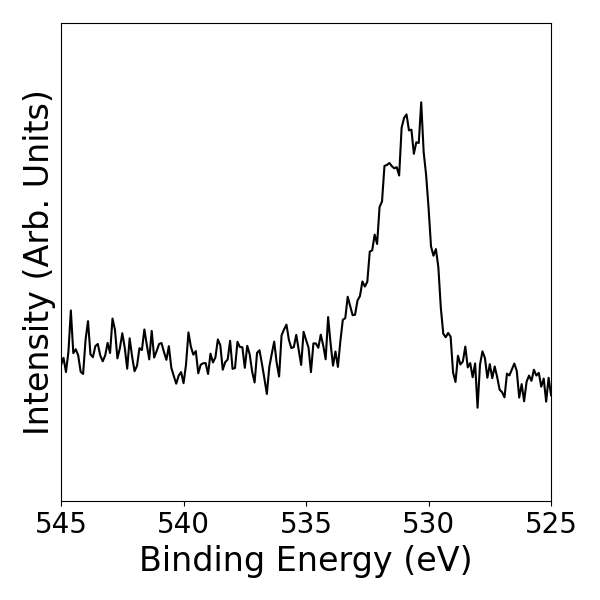 Intensity (Arb. Units)
545 540 535 530 525
Binding Energy (eV)